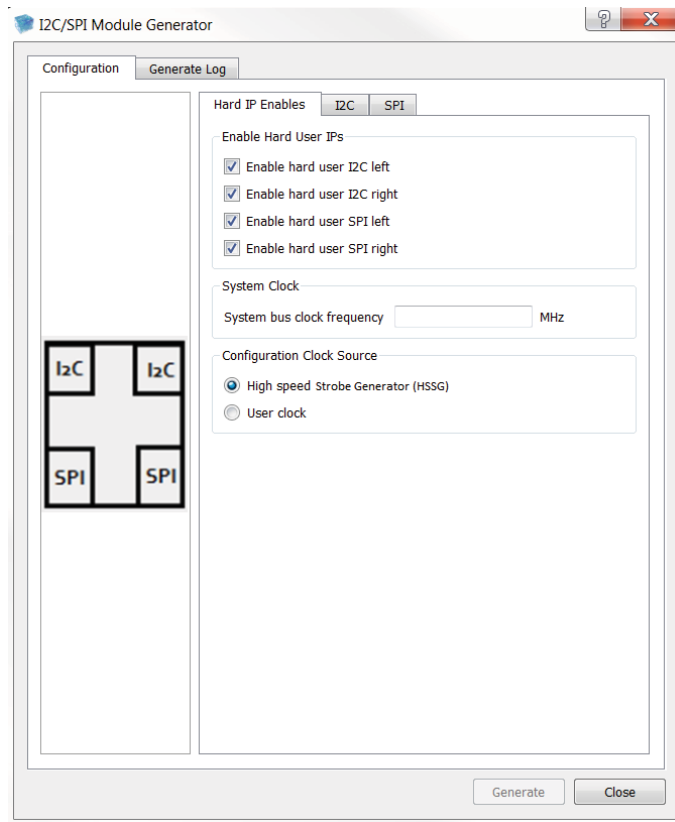 I2C/SPI Module Generator
?
X
Configuration
Generate Log
Hard IP Enables
I2C
SPI
Enable Hard User IPs
Enable hard user I2C left
Enable hard user I2C right
Enable hard user SPI left
Enable hard user SPI right
System Clock
System bus clock frequency MHz
Configuration Clock Source
High speed Strobe Generator (HSSG)
User clock
I2C I2C
SPI SPI
Generate
Close